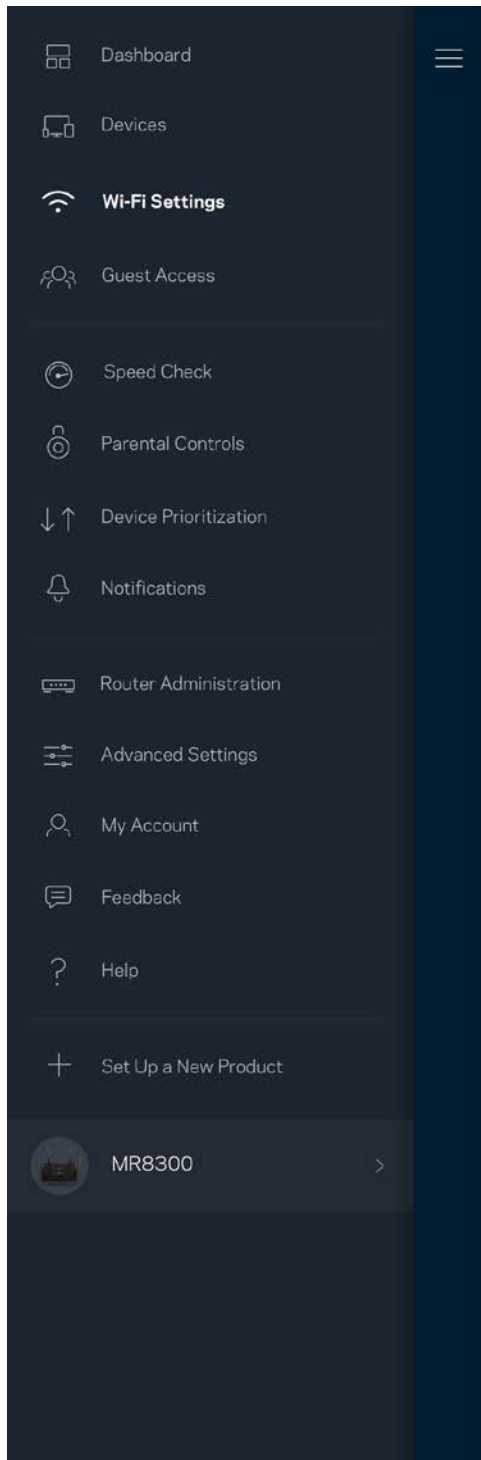 Dashboard
Devices
Wi-Fi Settings
Guest Access
Speed Check
Parental Controls
Device Prioritization
Notifications
Router Administration
Advanced Settings
My Account
Feedback
Help
Set Up a New Product
MR8300